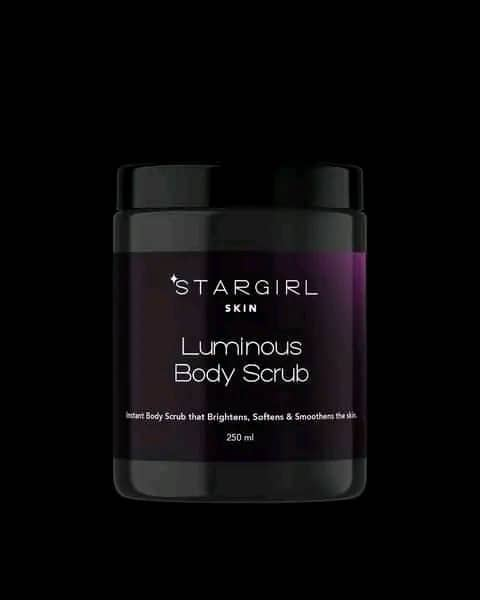 STARGIRL
SKIN
Luminous
Body Scrub
Instant Body Scrub that Brightens, Softens & Smoothens the skin.
250 ml